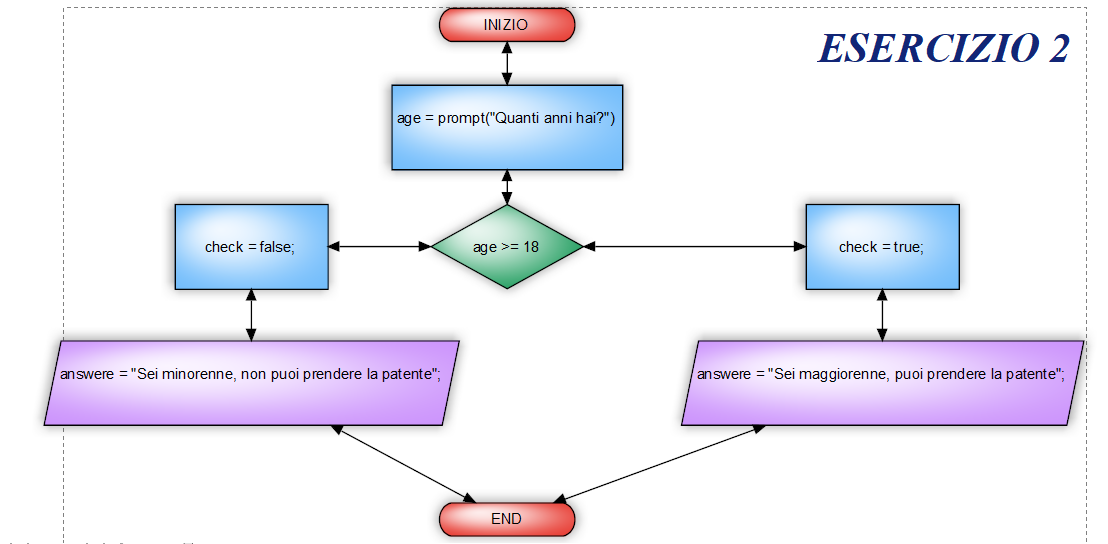 INIZIO
ESERCIZIO 2
age = prompt("Quanti anni hai?")
age >= 18
check = false;
check = true;
answere = "Sei minorenne, non puoi prendere la patente";
answere = "Sei maggiorenne, puoi prendere la patente";
END